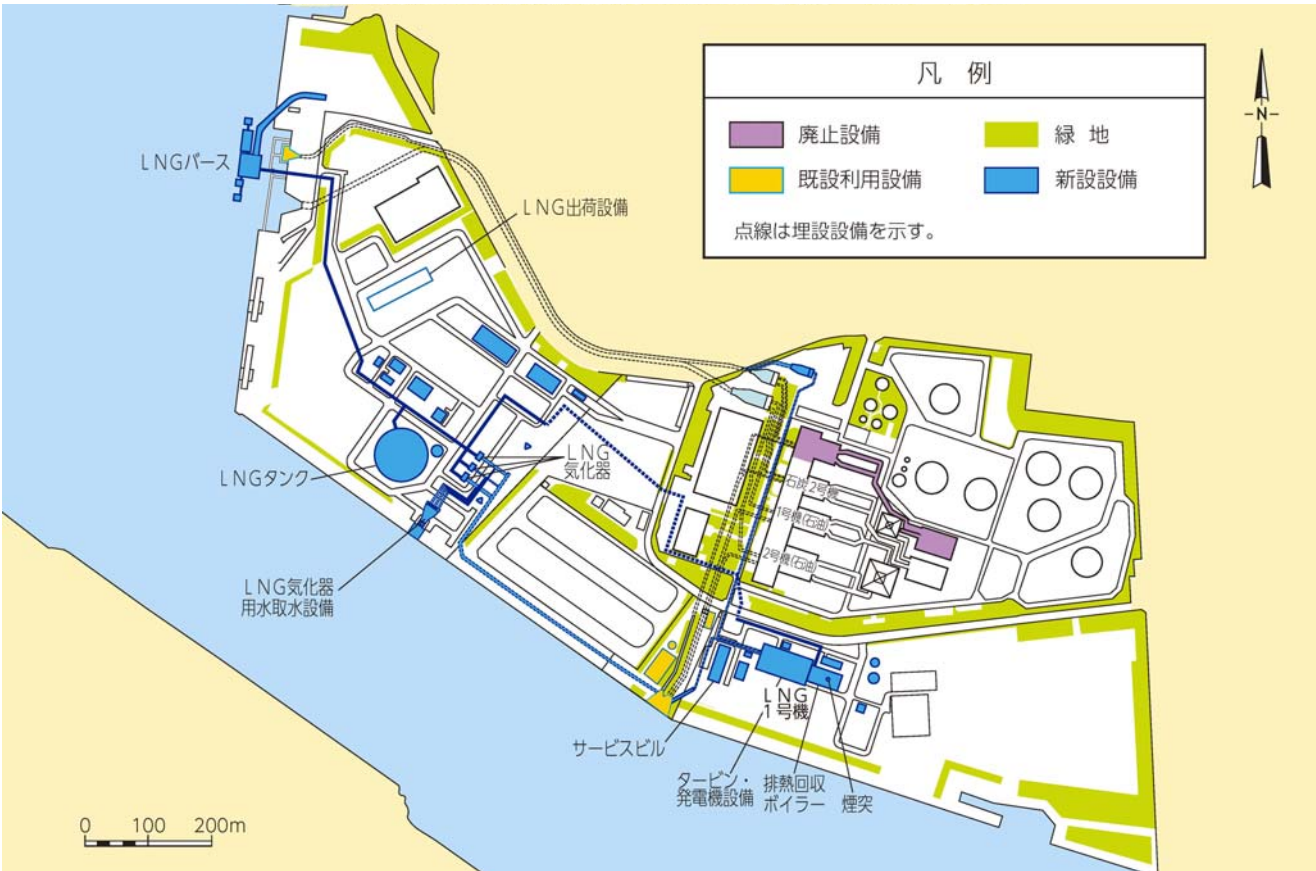 凡 例
廃止設備
緑 地
既設利用設備
新設設備
点線は埋設設備を示す。
-N-
LNGバース
LNG出荷設備
LNGタンク
LNG
気化器
LNG気化器
用水取水設備
石炭2号機
1号機(石油)
2号機(石油)
サービスビル
LNG
1号機
タービン・
発電機設備
排熱回収
ボイラー
煙突
0 100 200m